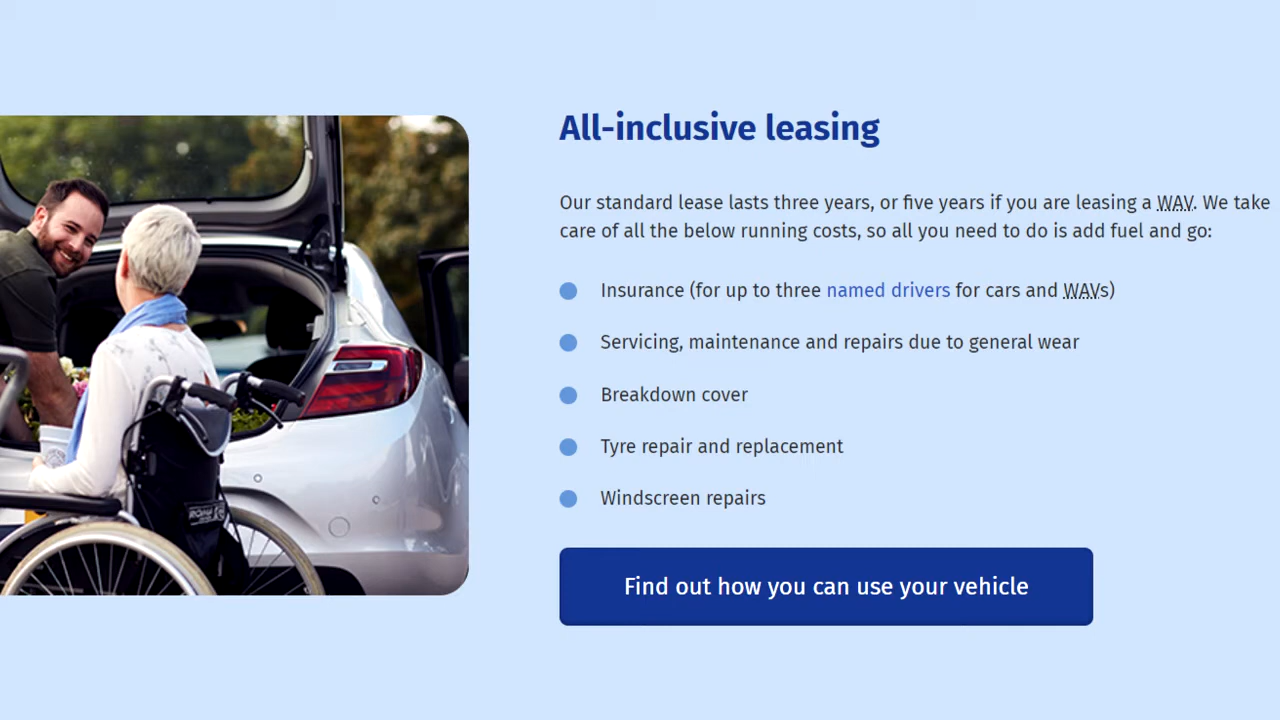 All-inclusive leasing
Our standard lease lasts three years, or five years if you are leasing a WAV. We take
care of all the below running costs, so all you need to do is add fuel and go:
Insurance (for up to three named drivers for cars and WAVs)
Servicing, maintenance and repairs due to general wear
Breakdown cover
Tyre repair and replacement
Windscreen repairs
Find out how you can use your vehicle
ROMA